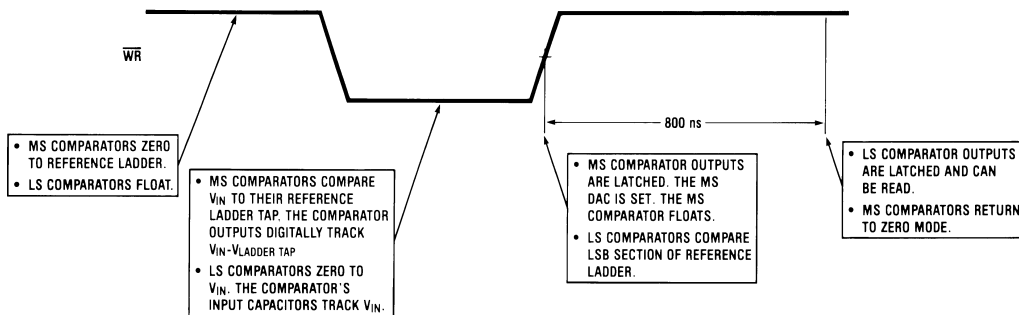 W̅R̅
800 ns
• MS COMPARATORS ZERO
TO REFERENCE LADDER.
• LS COMPARATORS FLOAT.
• MS COMPARATORS COMPARE
VIN TO THEIR REFERENCE
LADDER TAP. THE COMPARATOR
OUTPUTS DIGITALLY TRACK
VIN-VLADDER TAP
• LS COMPARATORS ZERO TO
VIN. THE COMPARATOR'S
INPUT CAPACITORS TRACK VIN.
• MS COMPARATOR OUTPUTS
ARE LATCHED. THE MS
DAC IS SET. THE MS
COMPARATOR FLOATS.
• LS COMPARATORS COMPARE
LSB SECTION OF REFERENCE
LADDER.
• LS COMPARATOR OUTPUTS
ARE LATCHED AND CAN
BE READ.
• MS COMPARATORS RETURN
TO ZERO MODE.